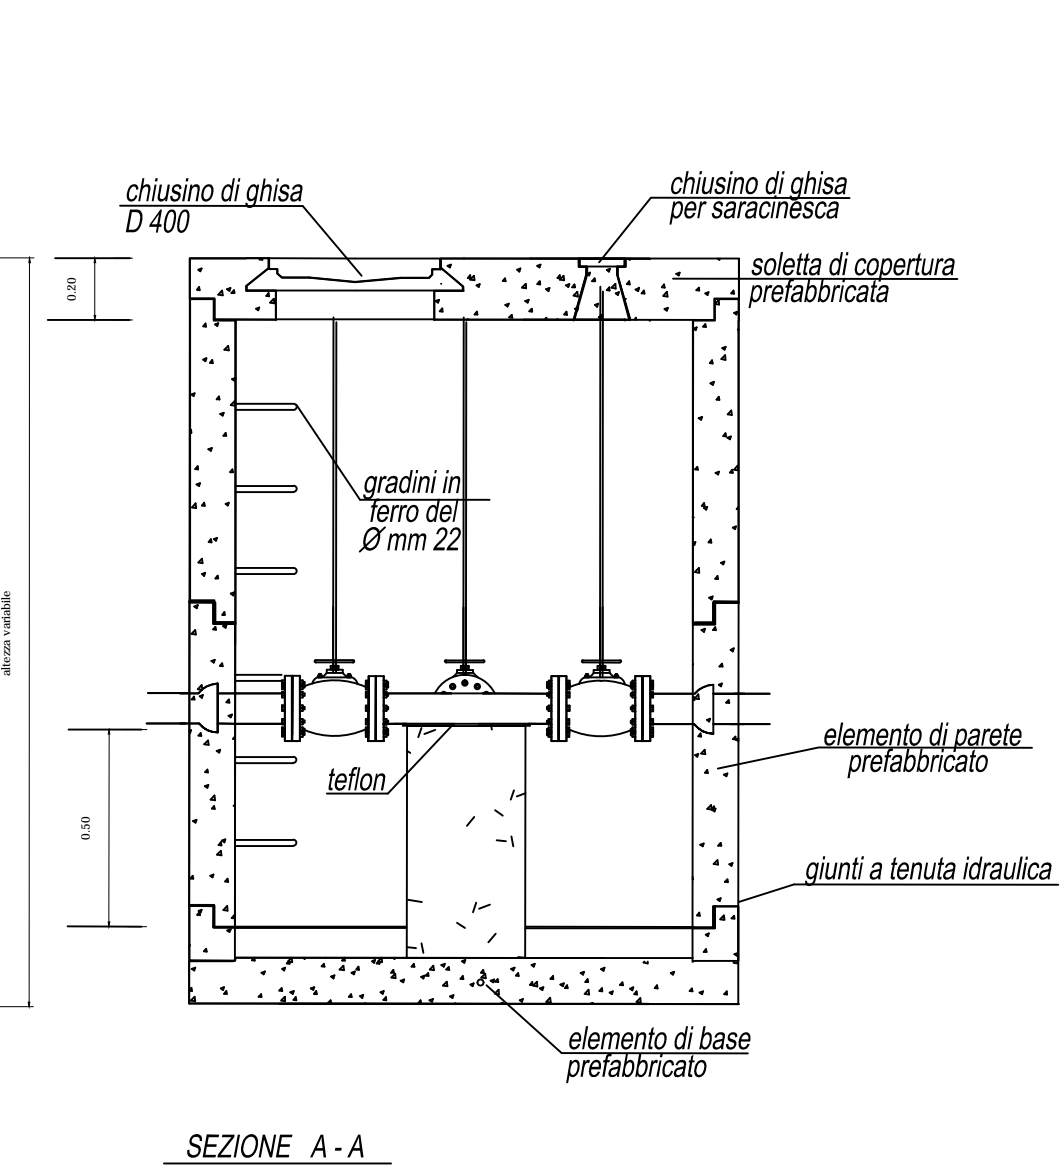 chiusino di ghisa
D 400
chiusino di ghisa
per saracinesca
soletta di copertura
prefabbricata
0.20
gradini in
ferro del
Ø mm 22
altezza variabile
elemento di parete
prefabbricato
teflon
0.50
giunti a tenuta idraulica
elemento di base
prefabbricato
SEZIONE A - A